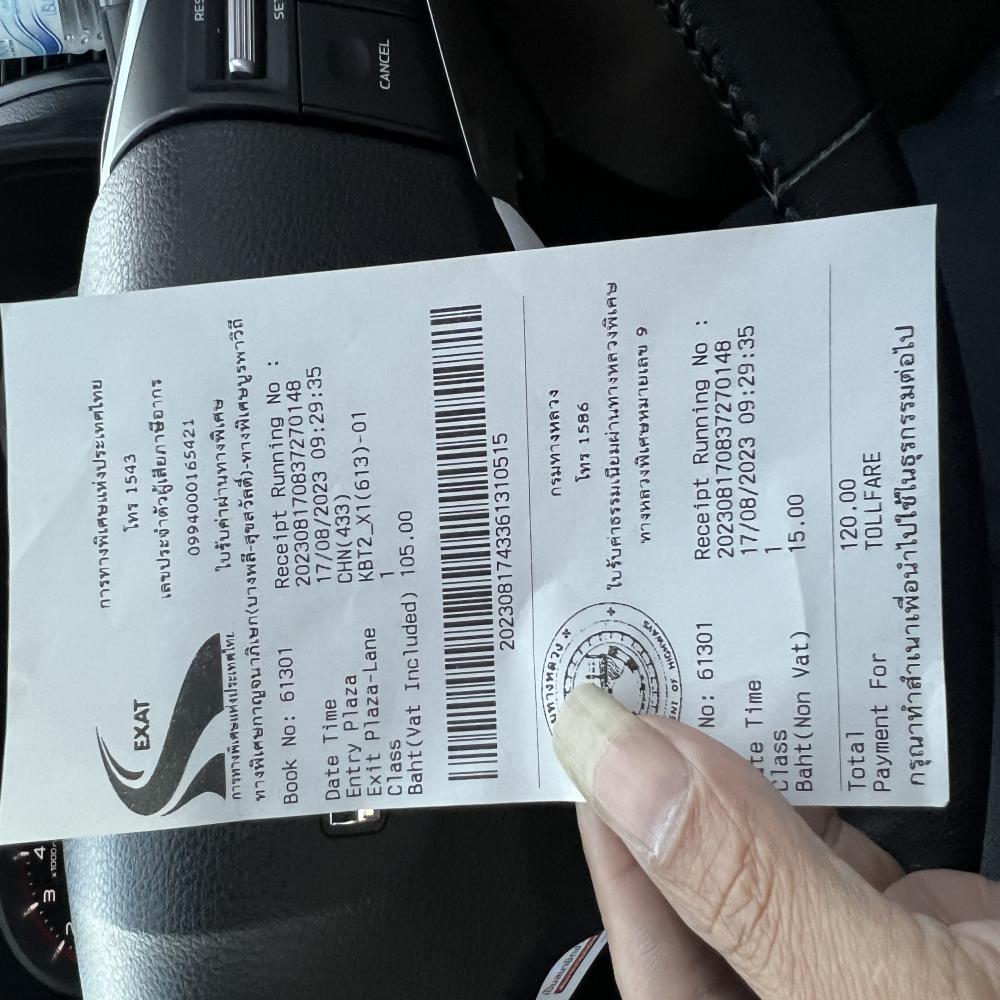 การทางพิเศษแห่งประเทศไทย
โทร 1543
เลขประจำตัวผู้เสียภาษีอากร
0994000165421
ใบรับค่าผ่านทางพิเศษ
EXAT
การทางพิเศษแห่งประเทศไทย
ทางพิเศษกาญจนาภิเษก(บางพลี-สุขสวัสดิ์)-ทางพิเศษบูรพาวิถี
Book No: 61301 Receipt Running No :
2023081708372701​48
Date Time 17/08/2023 09:29:35
Entry Plaza CHN(433)
Exit Plaza-Lane KBT2_X1(613)-01
Class 1
Baht(Vat Included) 105.00
2023081743361310515
กรมทางหลวง
โทร 1586
ใบรับค่าธรรมเนียมผ่านทางหลวงพิเศษ
ทางหลวงพิเศษหมายเลข 9
HIGHWAYS
No: 61301 Receipt Running No :
202308170837270148
Time 17/08/2023 09:29:35
Class 1
Baht(Non Vat) 15.00
Total 120.00
Payment For TOLLFARE
กรุณาทำสำเนาเพื่อนำไปใช้ในธุรกรรมต่อไป
CANCEL
RES
SET
4
3
2
x1000r